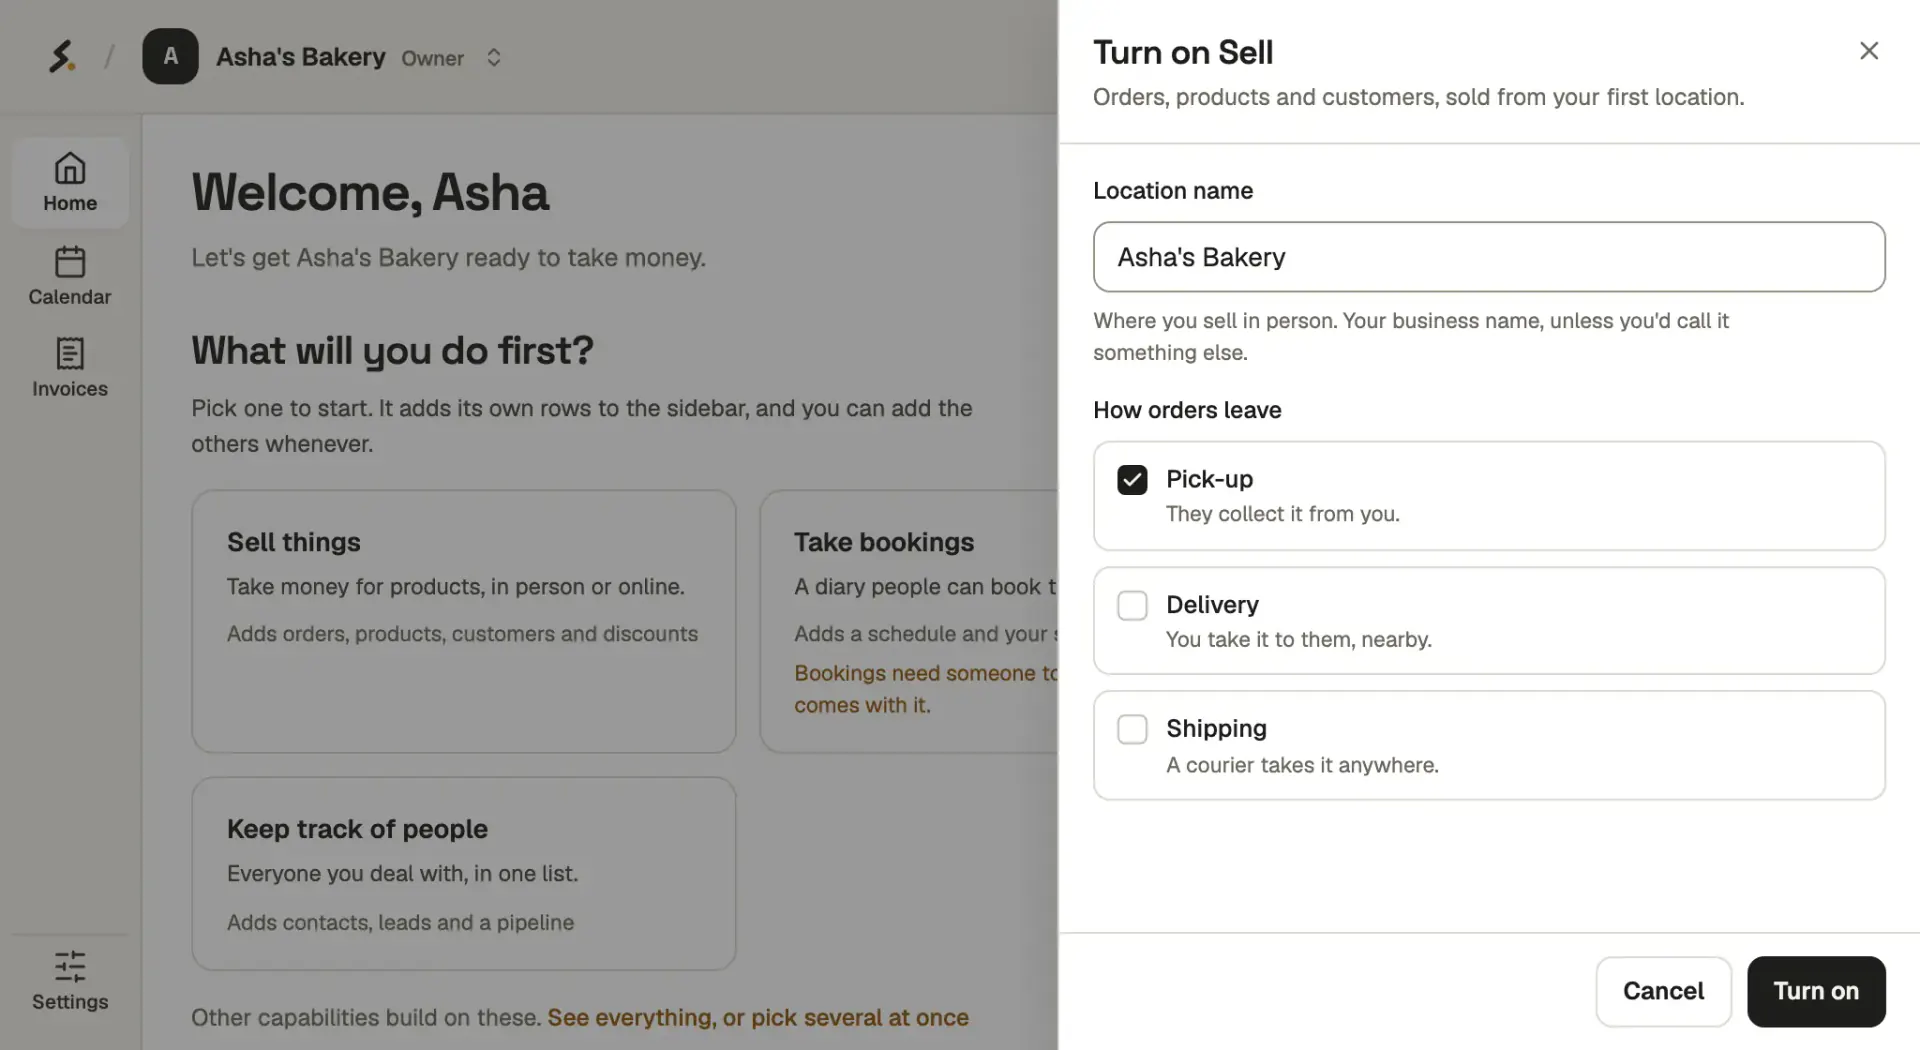 A
Asha's Bakery Owner
Home
Calendar
Invoices
Settings
Welcome, Asha
Let's get Asha's Bakery ready to take money.
What will you do first?
Pick one to start. It adds its own rows to the sidebar, and you can add the
others whenever.
Sell things
Take money for products, in person or online.
Adds orders, products, customers and discounts
Take bookings
A diary people can book
Adds a schedule and your
Bookings need someone
comes with it.
Keep track of people
Everyone you deal with, in one list.
Adds contacts, leads and a pipeline
Other capabilities build on these. See everything, or pick several at once
Turn on Sell
Orders, products and customers, sold from your first location.
Location name
Asha's Bakery
Where you sell in person. Your business name, unless you'd call it
something else.
How orders leave
Pick-up
They collect it from you.
Delivery
You take it to them, nearby.
Shipping
A courier takes it anywhere.
Cancel
Turn on